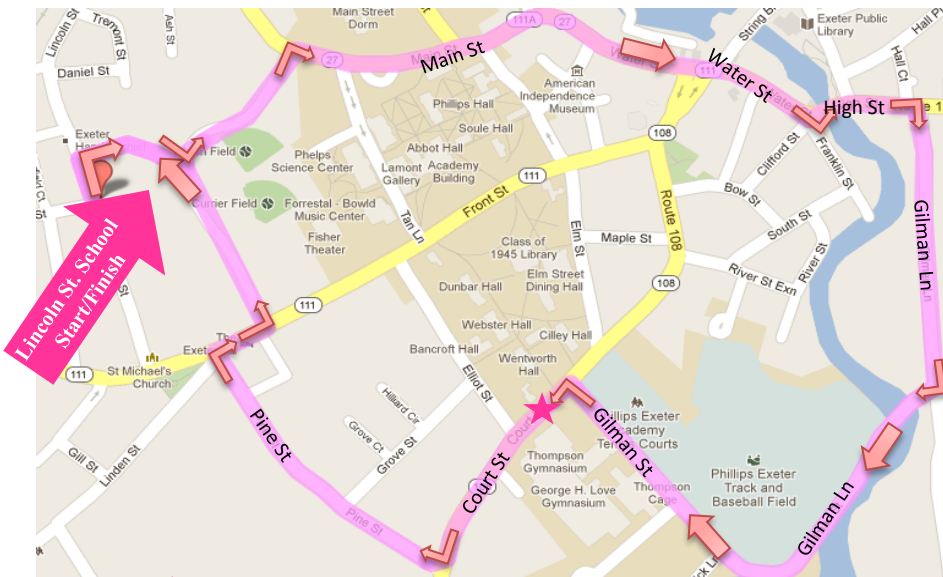 Main Street
Dorm
111A
27
String B
Exeter Public
Library
Hall Pl
Lincoln St
Tremont St
Ash St
Daniel St
27
Main St
Water St
111
High St
Hall Ct
American
Independence
Museum
Phillips Hall
Soule Hall
Abbot Hall
Academy
Building
Lamont
Gallery
Phelps
Science Center
Exeter
Field
Currier Field
Forrestal - Bowld
Music Center
Fisher
Theater
Tan Ln
Front St
111
108
Route 108
Clifford St
Franklin St
Bow St
South St
River St
River St Exn
Maple St
Elm St
Class of
1945 Library
Elm Street
Dining Hall
Dunbar Hall
108
Gilman Ln
Lincoln St. School
Start/Finish
111
Webster Hall
Cilley Hall
Wentworth
Hall
Bancroft Hall
Elliot St
Exete
St Michael's
Church
111
Hilliard Cir
Grove Ct
Grove St
Pine St
Gill St
Linden St
Court St
Gilman St
Phillips Exeter
Academy
Tennis Courts
Thompson
Gymnasium
George H. Love
Gymnasium
Thompson
Cage
Phillips Exeter
Track and
Baseball Field
Gilman Ln
Pine St